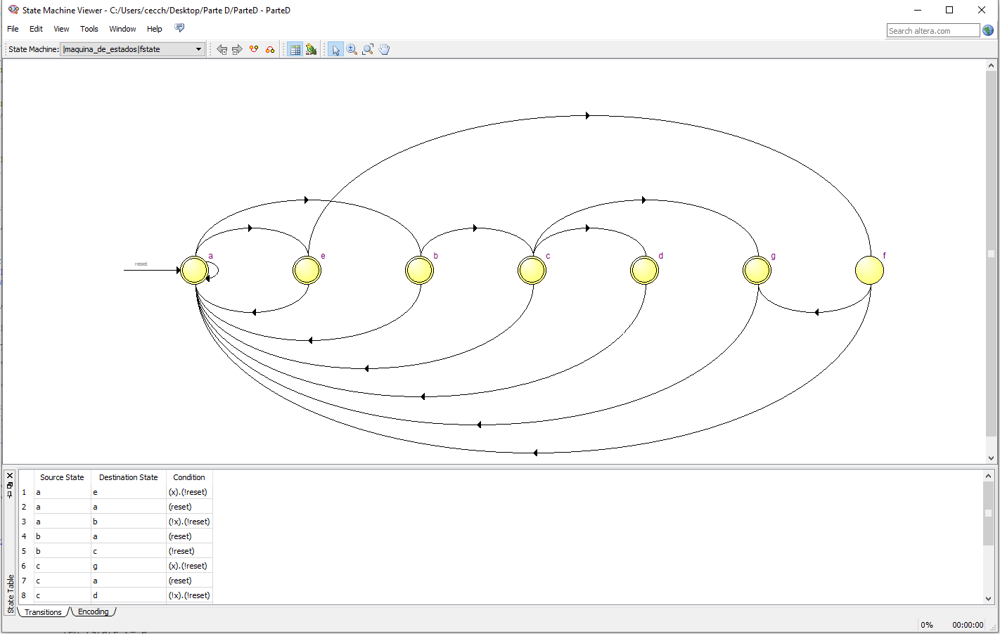 State Machine Viewer - C:/Users/cecch/Desktop/Parte D/ParteD - ParteD
File Edit View Tools Window Help
Search altera.com
State Machine: |maquina_de_estados|fstate
reset
a e b c d g f
Source State Destination State Condition
1 a e (x).(!reset)
2 a a (reset)
3 a b (!x).(!reset)
4 b a (reset)
5 b c (!reset)
6 c g (x).(!reset)
7 c a (reset)
8 c d (!x).(!reset)
State Table
Transitions Encoding
0% 00:00:00